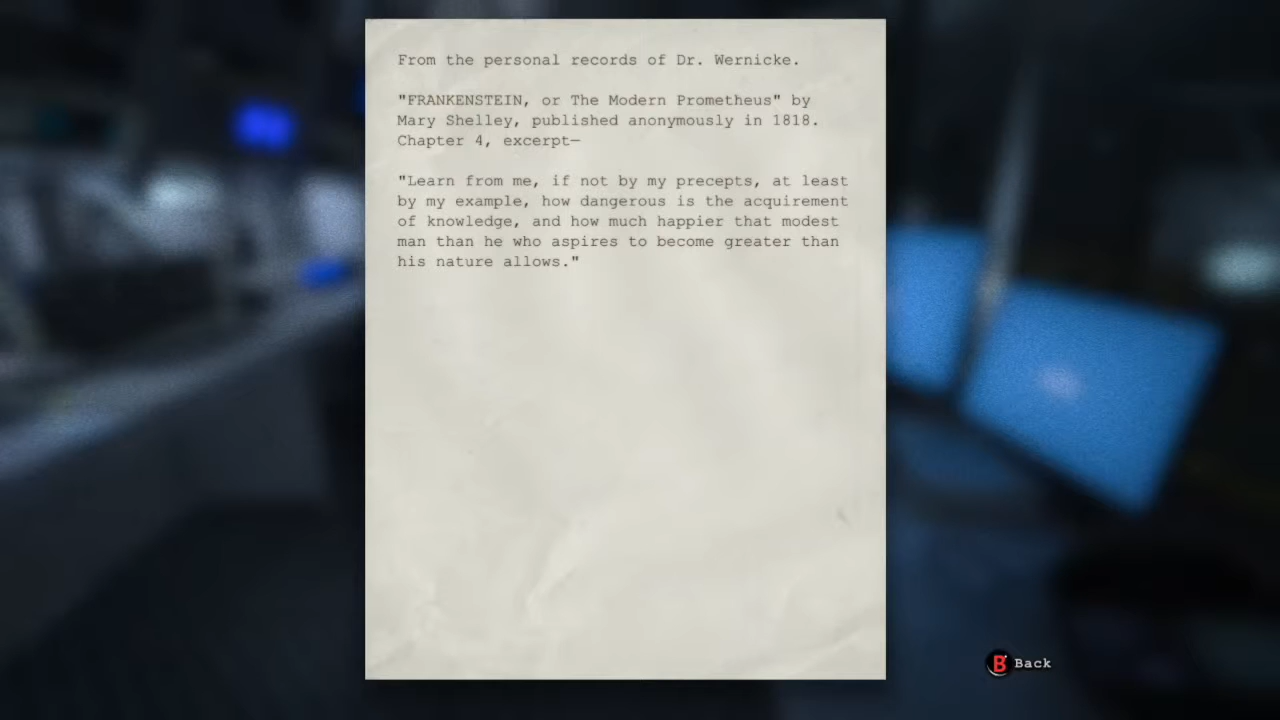 From the personal records of Dr. Wernicke.
"FRANKENSTEIN, or The Modern Prometheus" by
Mary Shelley, published anonymously in 1818.
Chapter 4, excerpt—
"Learn from me, if not by my precepts, at least
by my example, how dangerous is the acquirement
of knowledge, and how much happier that modest
man than he who aspires to become greater than
his nature allows."
B Back